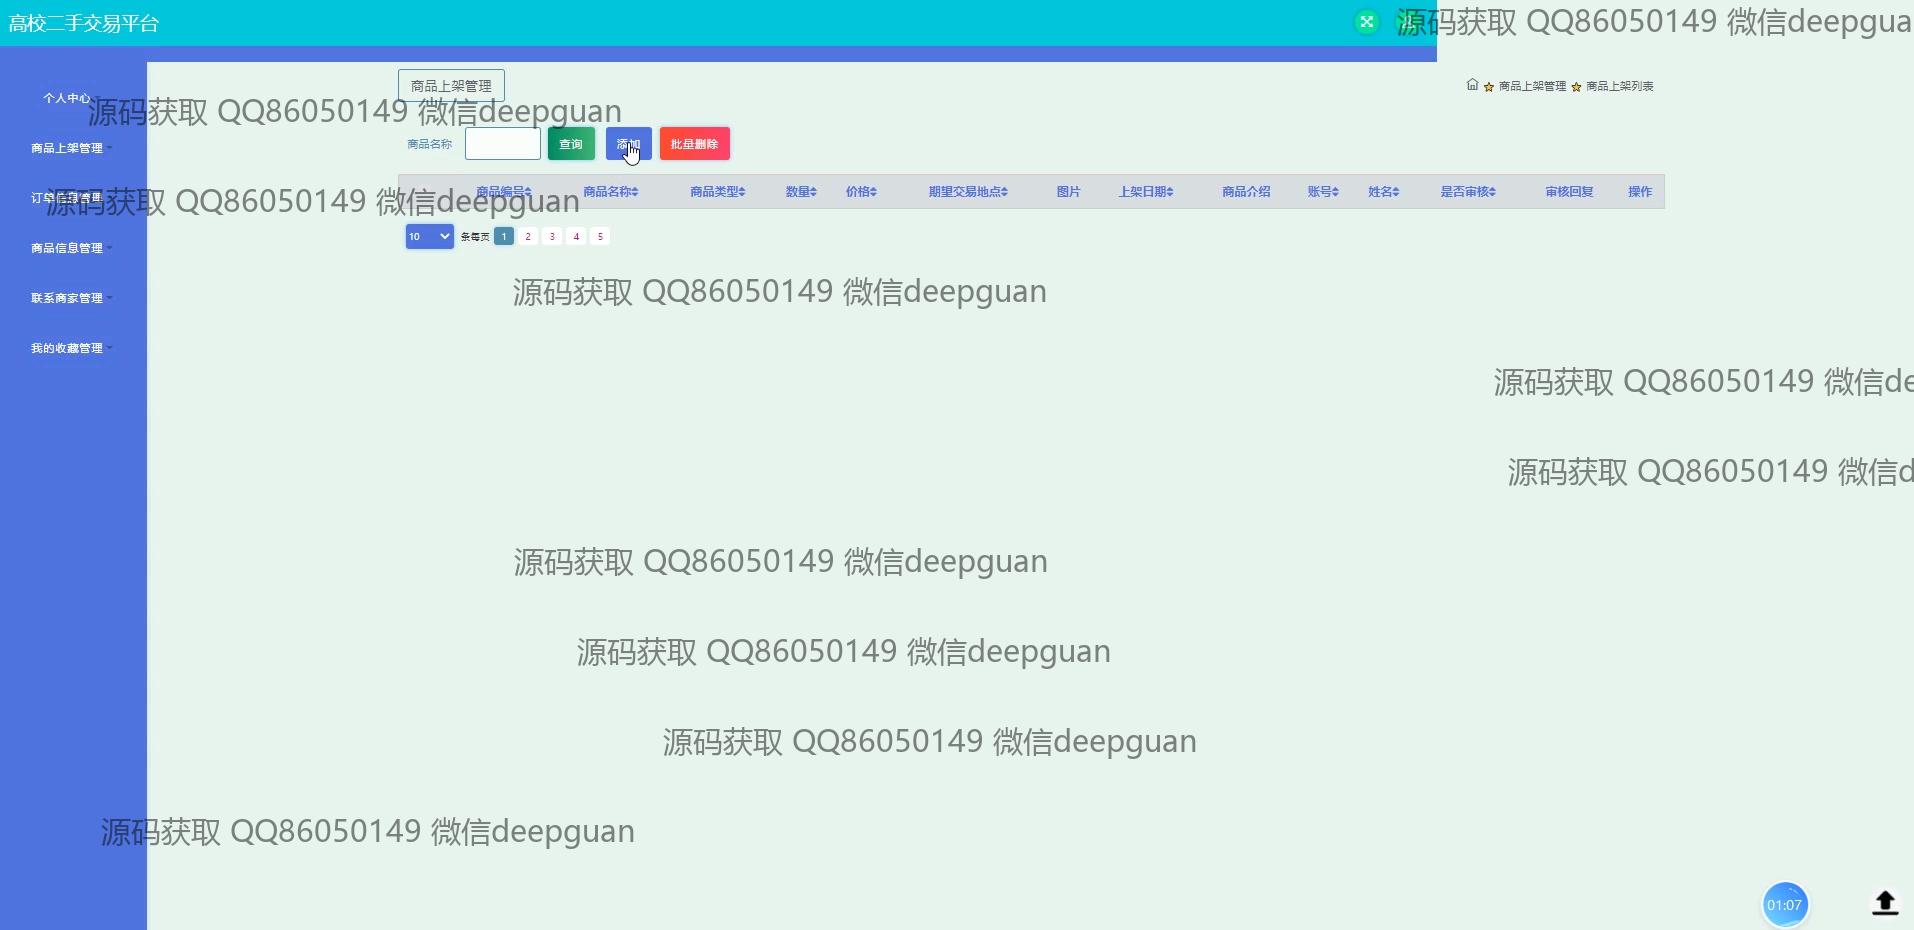 高校二手交易平台
源码获取 QQ86050149 微信deepgua
个人中心
商品上架管理
商品上架管理 商品上架列表
源码获取 QQ86050149 微信deepguan
商品上架管理
商品名称 查询 添加 批量删除
订单信息管理
源码获取 QQ86050149 微信deepguan
商品编号 商品名称 商品类型 数量 价格 期望交易地点 图片 上架日期 商品介绍 账号 姓名 是否审核 审核回复 操作
10 条每页 1 2 3 4 5
商品信息管理
联系商家管理
源码获取 QQ86050149 微信deepguan
我的收藏管理
源码获取 QQ86050149 微信de
源码获取 QQ86050149 微信d
源码获取 QQ86050149 微信deepguan
源码获取 QQ86050149 微信deepguan
源码获取 QQ86050149 微信deepguan
源码获取 QQ86050149 微信deepguan
01:07